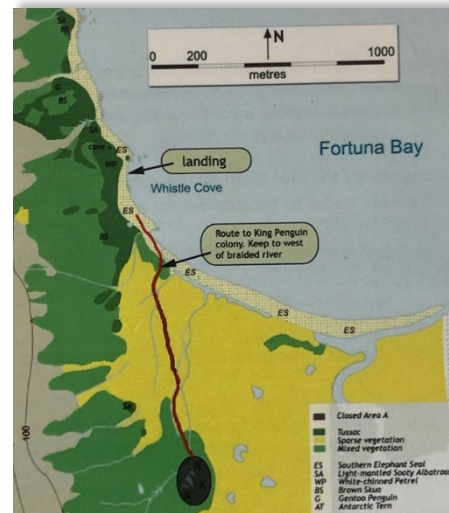 SA
BS
N
0 200 1000
metres
G
BS
SA
cave
WP
ES
landing
Fortuna Bay
Whistle Cove
ES
Route to King Penguin
colony. Keep to west
of braided river
BS
ES
ES
ES
SA
100
Closed Area A
Tussac
Sparse vegetation
Mixed vegetation
ES Southern Elephant Seal
SA Light-mantled Sooty Albatros
WP White-chinned Petrel
BS Brown Skua
G Gentoo Penguin
AT Antarctic Tern